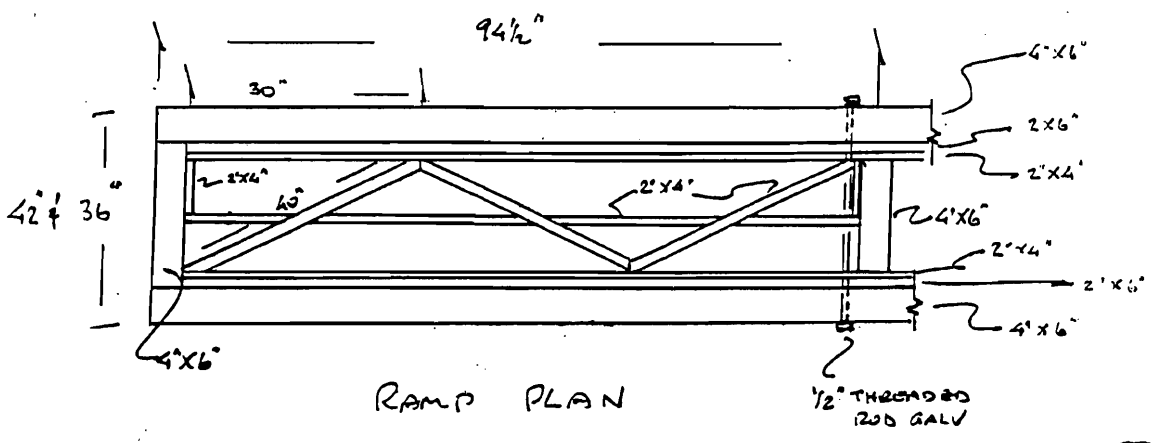 94½"
4"X6"
30"
2X6"
2"X4"
2"X4"
2"X4"
40"
42" & 36"
4"X6"
2"X4"
2"X6"
4"X6"
4"X6"
RAMP PLAN
½" THREADED
ROD GALV